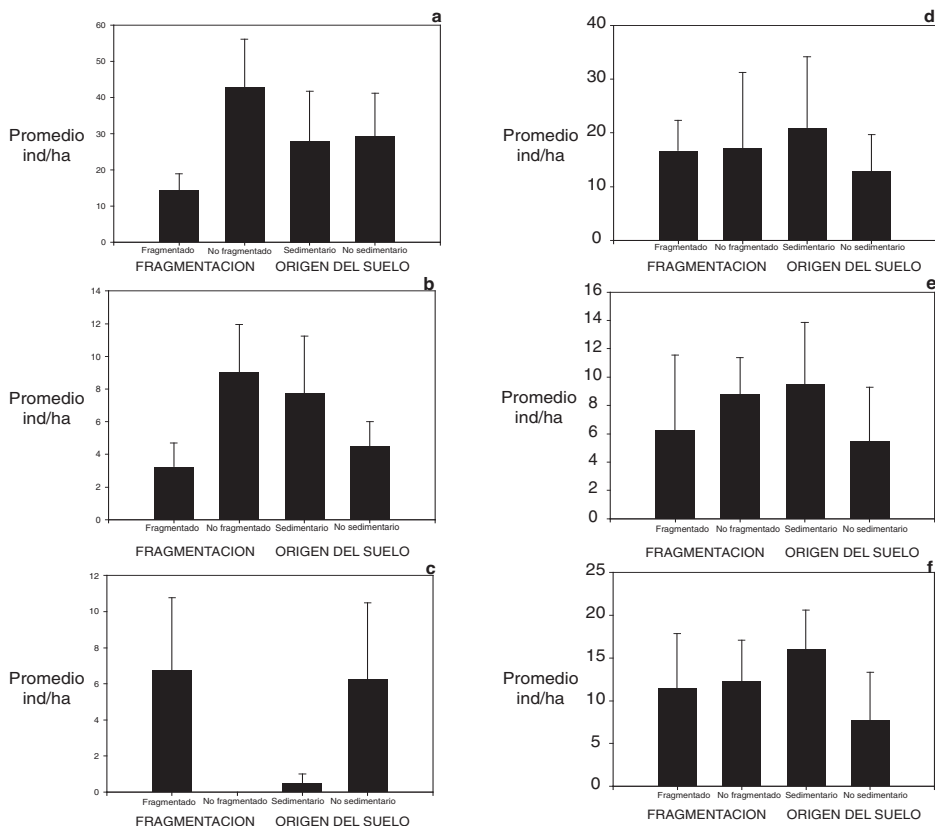 a
60
50
40
30
20
10
0
Promedio
ind/ha
Fragmentado No fragmentado Sedimentario No sedimentario
FRAGMENTACION ORIGEN DEL SUELO
b
14
12
10
8
6
4
2
0
Promedio
ind/ha
Fragmentado No fragmentado Sedimentario No sedimentario
FRAGMENTACION ORIGEN DEL SUELO
c
12
10
8
6
4
2
0
Promedio
ind/ha
Fragmentado No fragmentado Sedimentario No sedimentario
FRAGMENTACION ORIGEN DEL SUELO
d
40
30
20
10
0
Promedio
ind/ha
Fragmentado No fragmentado Sedimentario No sedimentario
FRAGMENTACION ORIGEN DEL SUELO
e
16
14
12
10
8
6
4
2
0
Promedio
ind/ha
Fragmentado No fragmentado Sedimentario No sedimentario
FRAGMENTACION ORIGEN DEL SUELO
f
25
20
15
10
5
0
Promedio
ind/ha
Fragmentado No fragmentado Sedimentario No sedimentario
FRAGMENTACION ORIGEN DEL SUELO